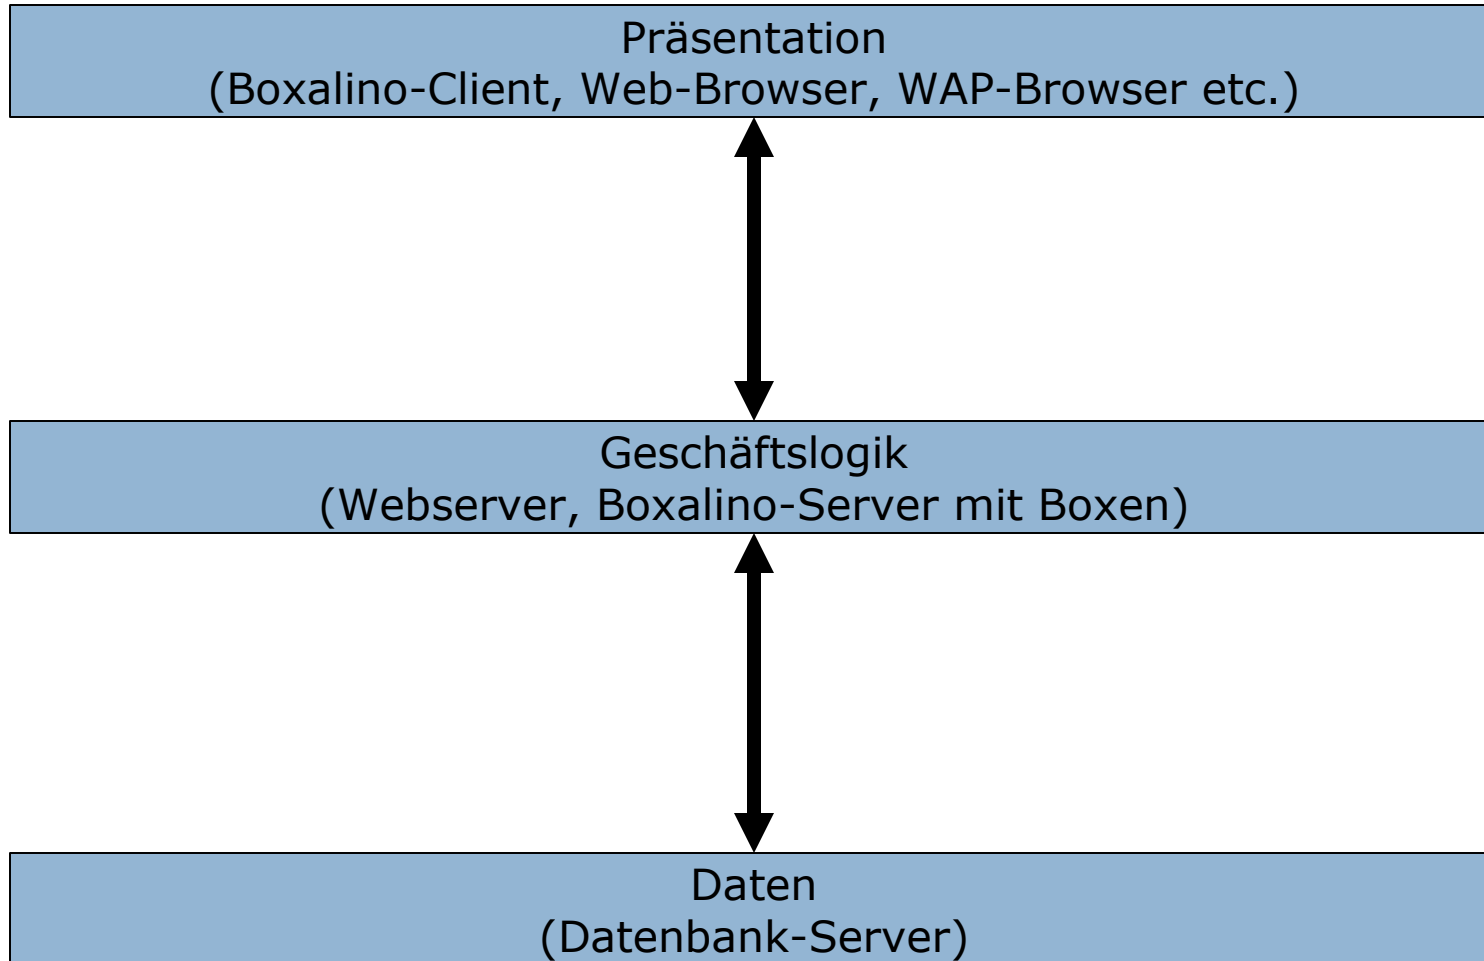 Präsentation
(Boxalino-Client, Web-Browser, WAP-Browser etc.)
Geschäftslogik
(Webserver, Boxalino-Server mit Boxen)
Daten
(Datenbank-Server)